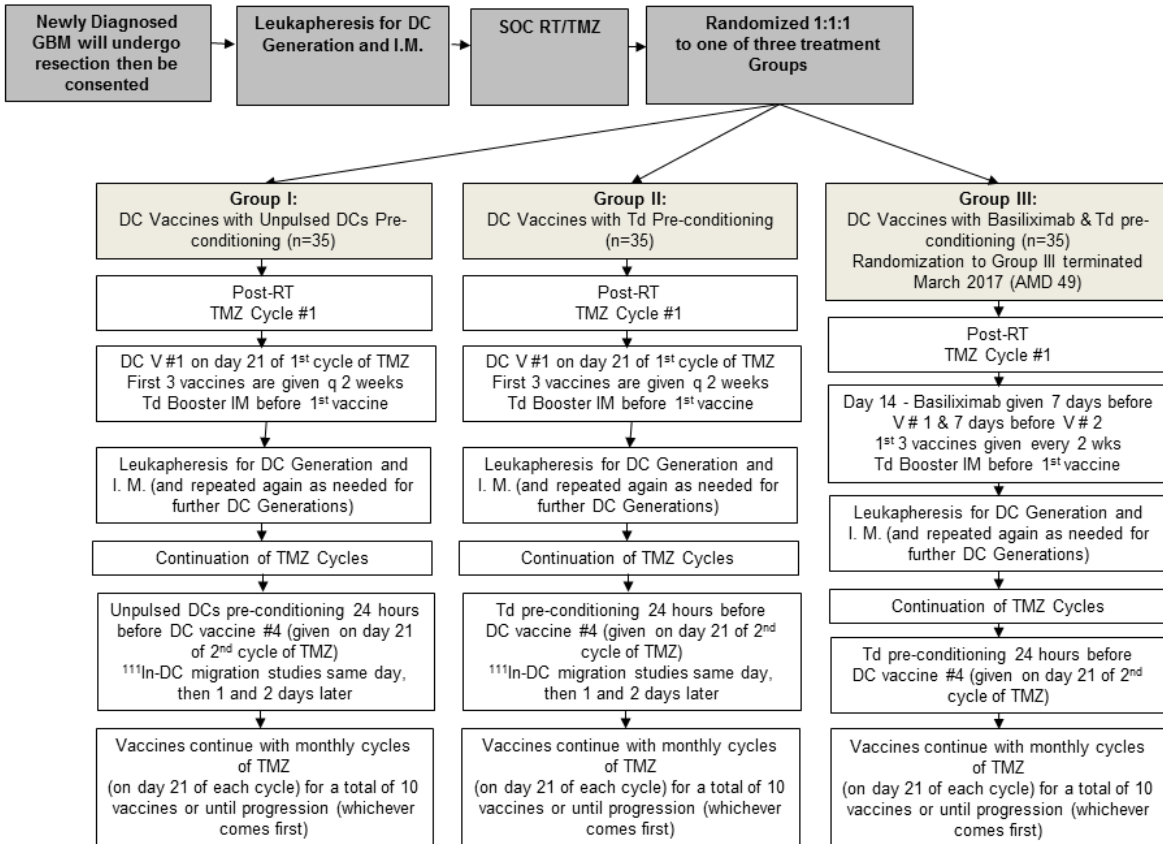 Newly Diagnosed
GBM will undergo
resection then be
consented
Leukapheresis for DC
Generation and I.M.
SOC RT/TMZ
Randomized 1:1:1
to one of three treatment
Groups
Group I:
DC Vaccines with Unpulsed DCs Pre-
conditioning (n=35)
Post-RT
TMZ Cycle #1
DC V #1 on day 21 of 1st cycle of TMZ
First 3 vaccines are given q 2 weeks
Td Booster IM before 1st vaccine
Leukapheresis for DC Generation and
I. M. (and repeated again as needed for
further DC Generations)
Continuation of TMZ Cycles
Unpulsed DCs pre-conditioning 24 hours
before DC vaccine #4 (given on day 21
of 2nd cycle of TMZ)
111In-DC migration studies same day,
then 1 and 2 days later
Vaccines continue with monthly cycles
of TMZ
(on day 21 of each cycle) for a total of 10
vaccines or until progression (whichever
comes first)
Group II:
DC Vaccines with Td Pre-conditioning
(n=35)
Post-RT
TMZ Cycle #1
DC V #1 on day 21 of 1st cycle of TMZ
First 3 vaccines are given q 2 weeks
Td Booster IM before 1st vaccine
Leukapheresis for DC Generation and
I. M. (and repeated again as needed for
further DC Generations)
Continuation of TMZ Cycles
Td pre-conditioning 24 hours before
DC vaccine #4 (given on day 21 of 2nd
cycle of TMZ)
111In-DC migration studies same day,
then 1 and 2 days later
Vaccines continue with monthly cycles
of TMZ
(on day 21 of each cycle) for a total of 10
vaccines or until progression (whichever
comes first)
Group III:
DC Vaccines with Basiliximab & Td pre-
conditioning (n=35)
Randomization to Group III terminated
March 2017 (AMD 49)
Post-RT
TMZ Cycle #1
Day 14 - Basiliximab given 7 days before
V # 1 & 7 days before V # 2
1st 3 vaccines given every 2 wks
Td Booster IM before 1st vaccine
Leukapheresis for DC Generation and
I. M. (and repeated again as needed for
further DC Generations)
Continuation of TMZ Cycles
Td pre-conditioning 24 hours before
DC vaccine #4 (given on day 21 of 2nd
cycle of TMZ)
Vaccines continue with monthly cycles
of TMZ
(on day 21 of each cycle) for a total of 10
vaccines or until progression (whichever
comes first)